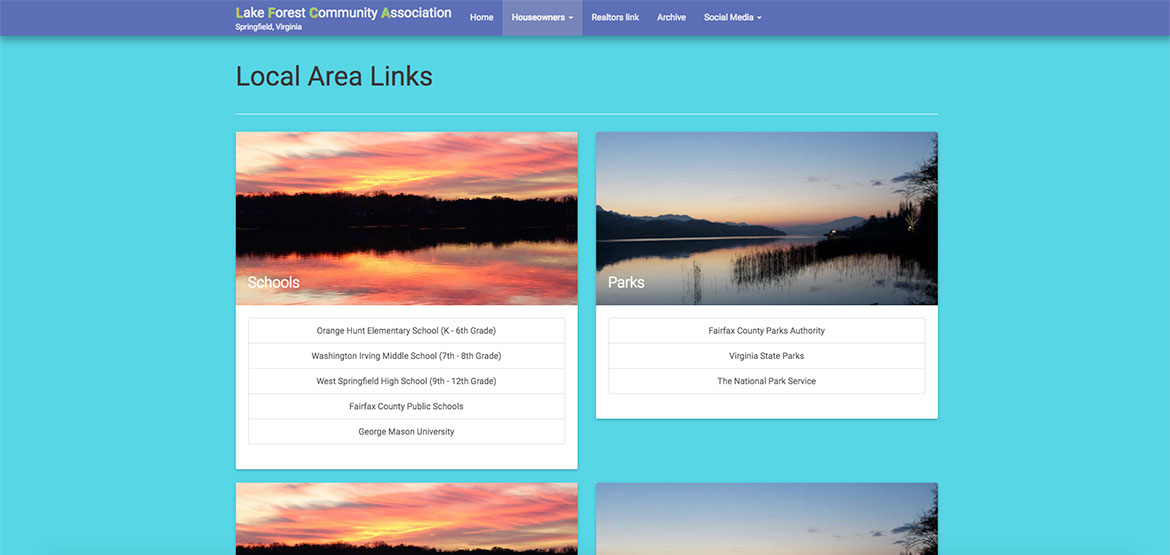 Lake Forest Community Association
Springfield, Virginia
Home
Houseowners
Realtors link
Archive
Social Media
Local Area Links
Schools
Orange Hunt Elementary School (K - 6th Grade)
Washington Irving Middle School (7th - 8th Grade)
West Springfield High School (9th - 12th Grade)
Fairfax County Public Schools
George Mason University
Parks
Fairfax County Parks Authority
Virginia State Parks
The National Park Service